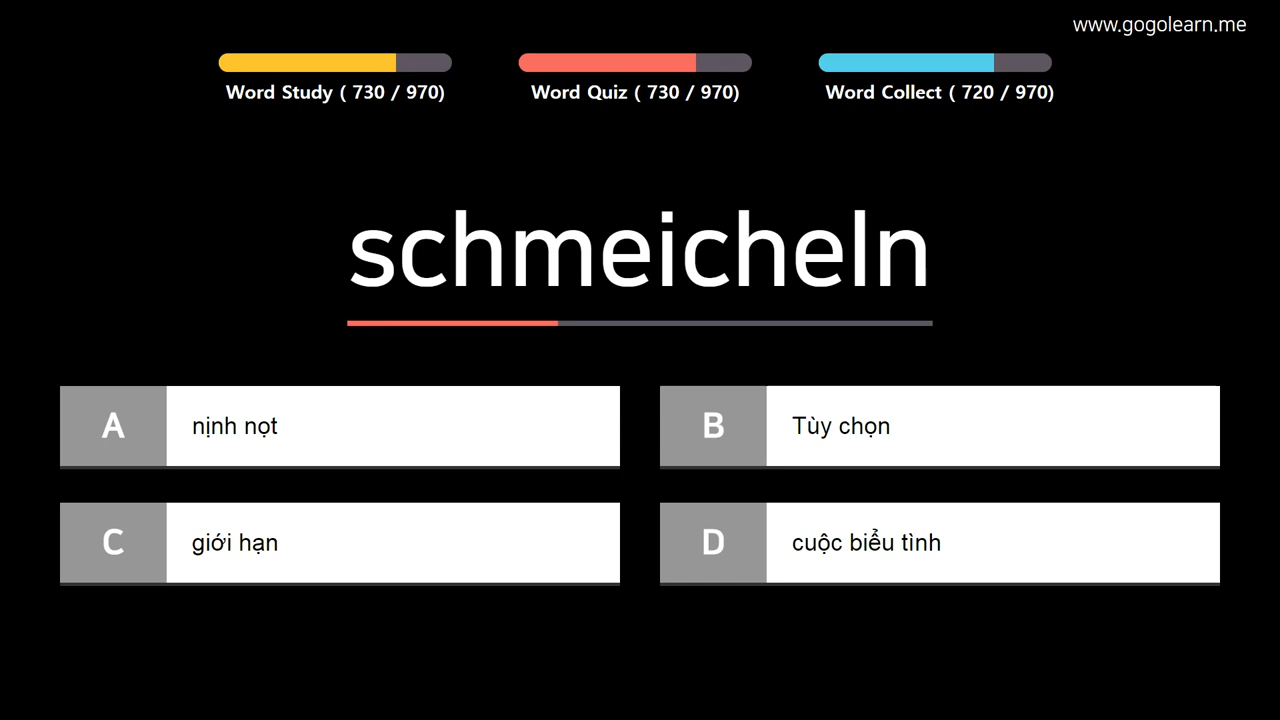 www.gogolearn.me
Word Study ( 730 / 970)
Word Quiz ( 730 / 970)
Word Collect ( 720 / 970)
schmeicheln
A
nịnh nọt
B
Tùy chọn
C
giới hạn
D
cuộc biểu tình